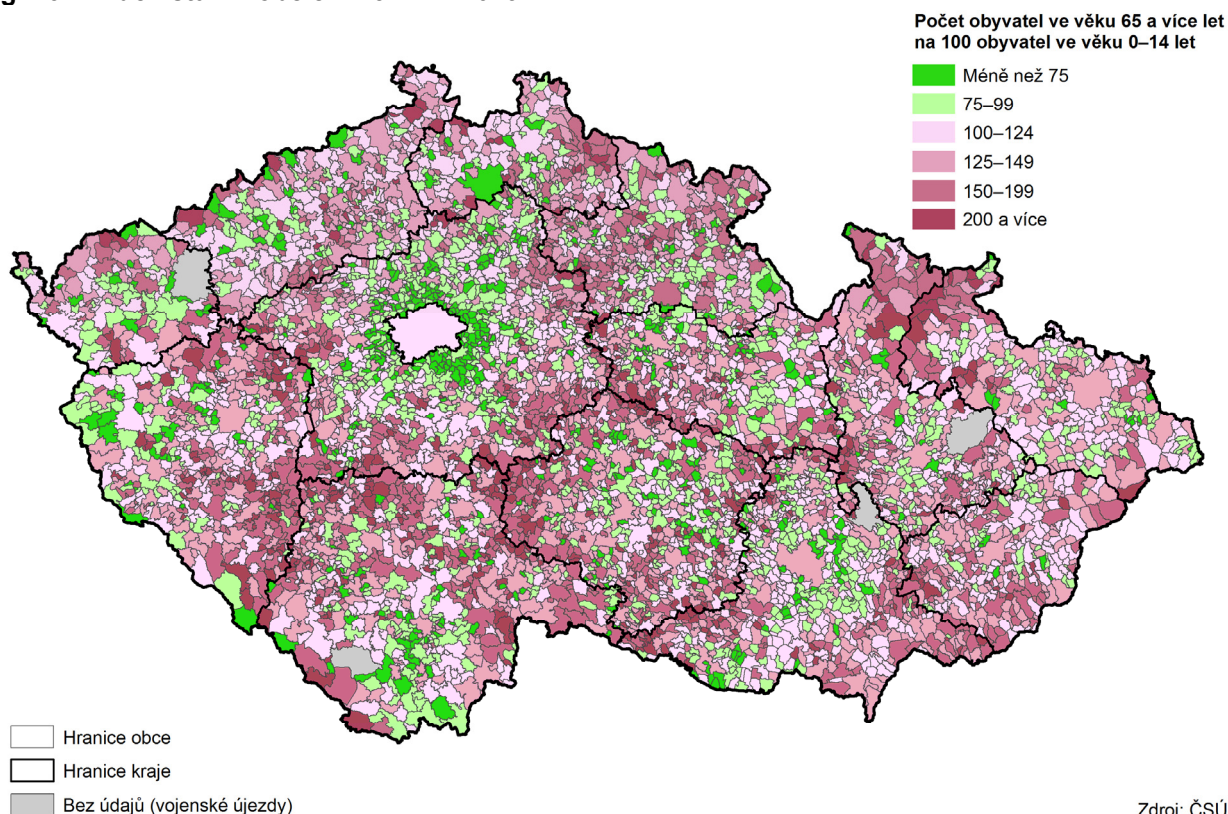 Počet obyvatel ve věku 65 a více let
na 100 obyvatel ve věku 0–14 let
Méně než 75
75–99
100–124
125–149
150–199
200 a více
Hranice obce
Hranice kraje
Bez údajů (vojenské újezdy)
Zdroj: ČSÚ